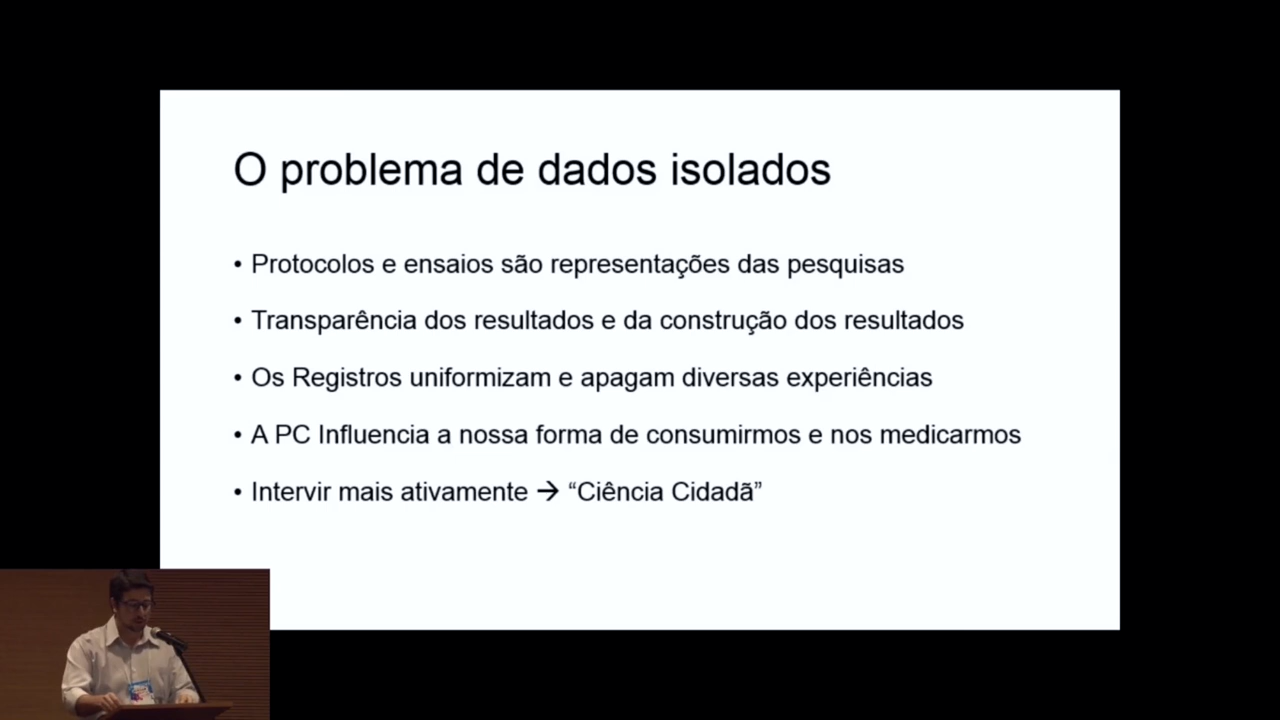 O problema de dados isolados
• Protocolos e ensaios são representações das pesquisas
• Transparência dos resultados e da construção dos resultados
• Os Registros uniformizam e apagam diversas experiências
• A PC Influencia a nossa forma de consumirmos e nos medicarmos
• Intervir mais ativamente → “Ciência Cidadã”